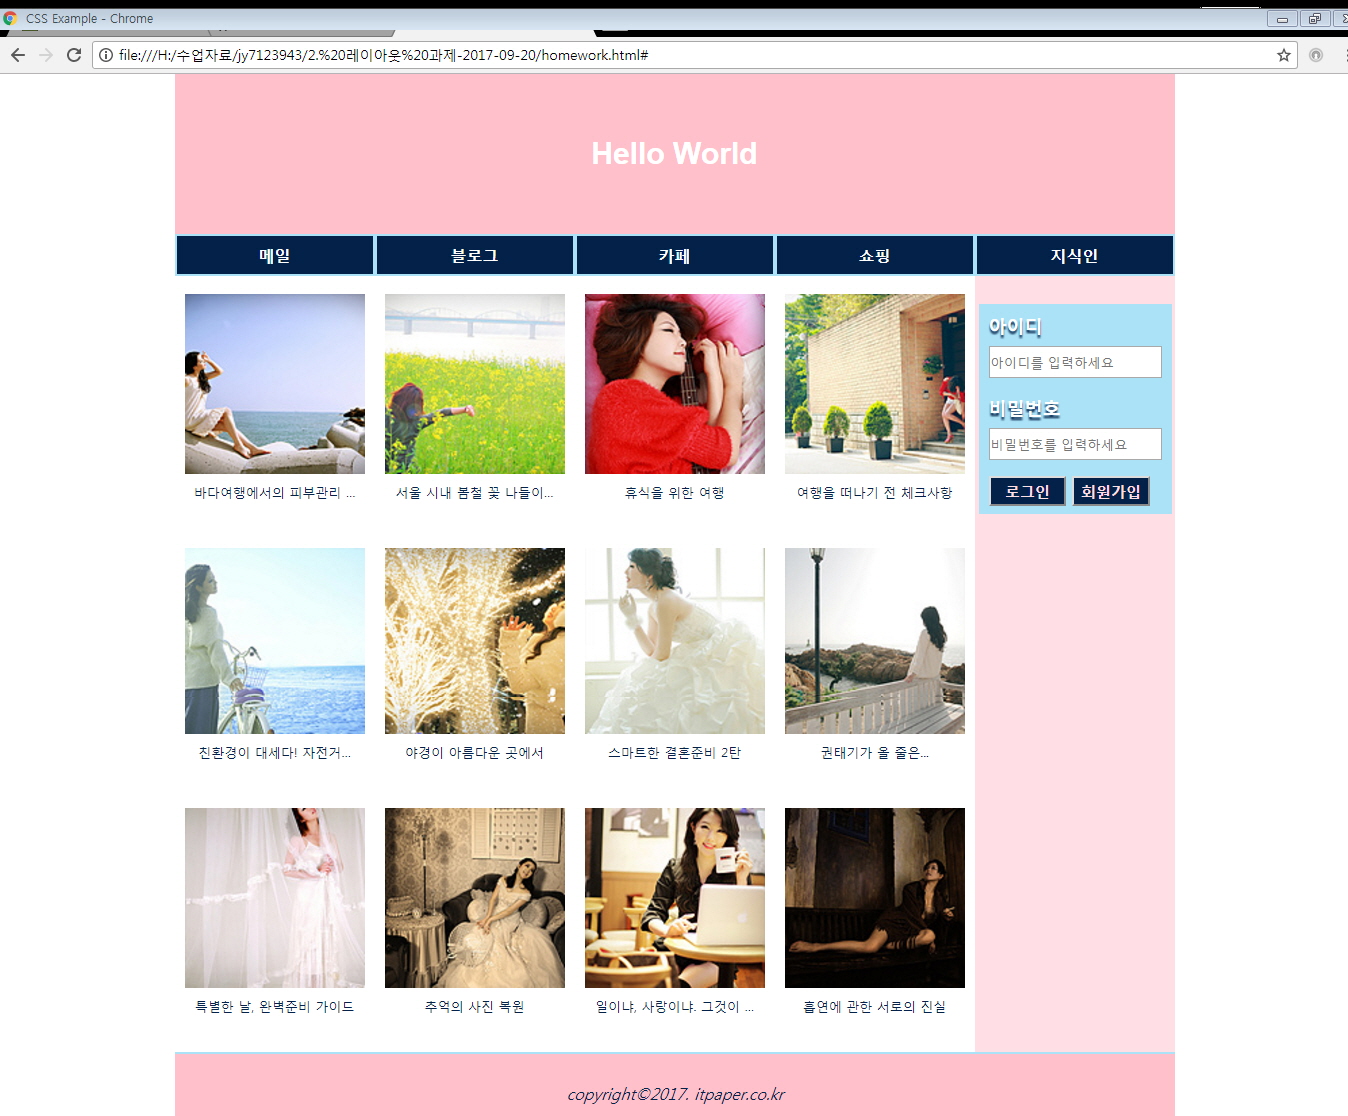 CSS Example - Chrome
file:///H:/수업자료/jy7123943/2.%20레이아웃%20과제-2017-09-20/homework.html#
Hello World
메일 블로그 카페 쇼핑 지식인
아이디
아이디를 입력하세요
비밀번호
비밀번호를 입력하세요
로그인 회원가입
바다여행에서의 피부관리 ... 서울 시내 봄철 꽃 나들이... 휴식을 위한 여행 여행을 떠나기 전 체크사항
친환경이 대세다! 자전거... 야경이 아름다운 곳에서 스마트한 결혼준비 2탄 권태기가 올 줄은...
특별한 날, 완벽준비 가이드 추억의 사진 복원 일이냐, 사랑이냐. 그것이 ... 흡연에 관한 서로의 진실
copyright©2017. itpaper.co.kr